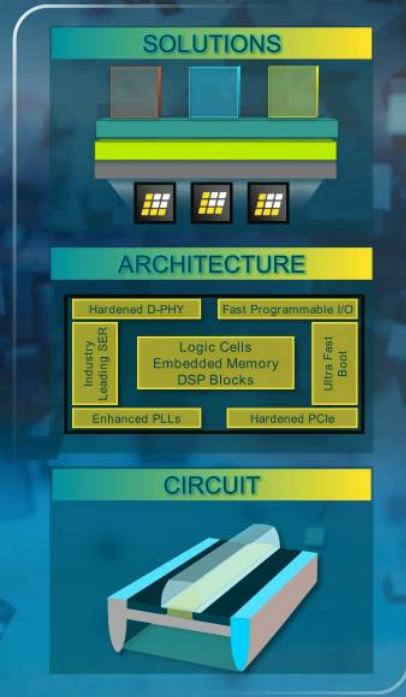 SOLUTIONS
ARCHITECTURE
Hardened D-PHY
Fast Programmable I/O
Industry
Leading SER
Logic Cells
Embedded Memory
DSP Blocks
Ultra Fast
Boot
Enhanced PLLs
Hardened PCIe
CIRCUIT